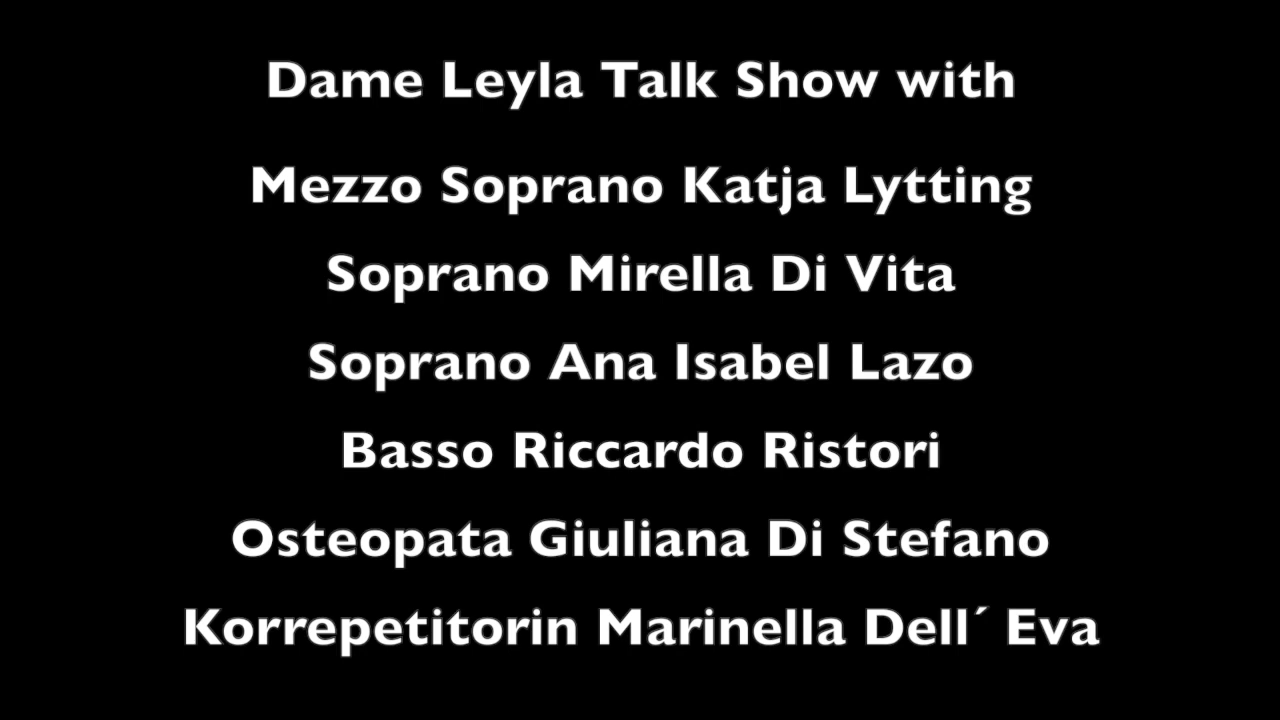 Dame Leyla Talk Show with
Mezzo Soprano Katja Lytting
Soprano Mirella Di Vita
Soprano Ana Isabel Lazo
Basso Riccardo Ristori
Osteopata Giuliana Di Stefano
Korrepetitorin Marinella Dell´ Eva